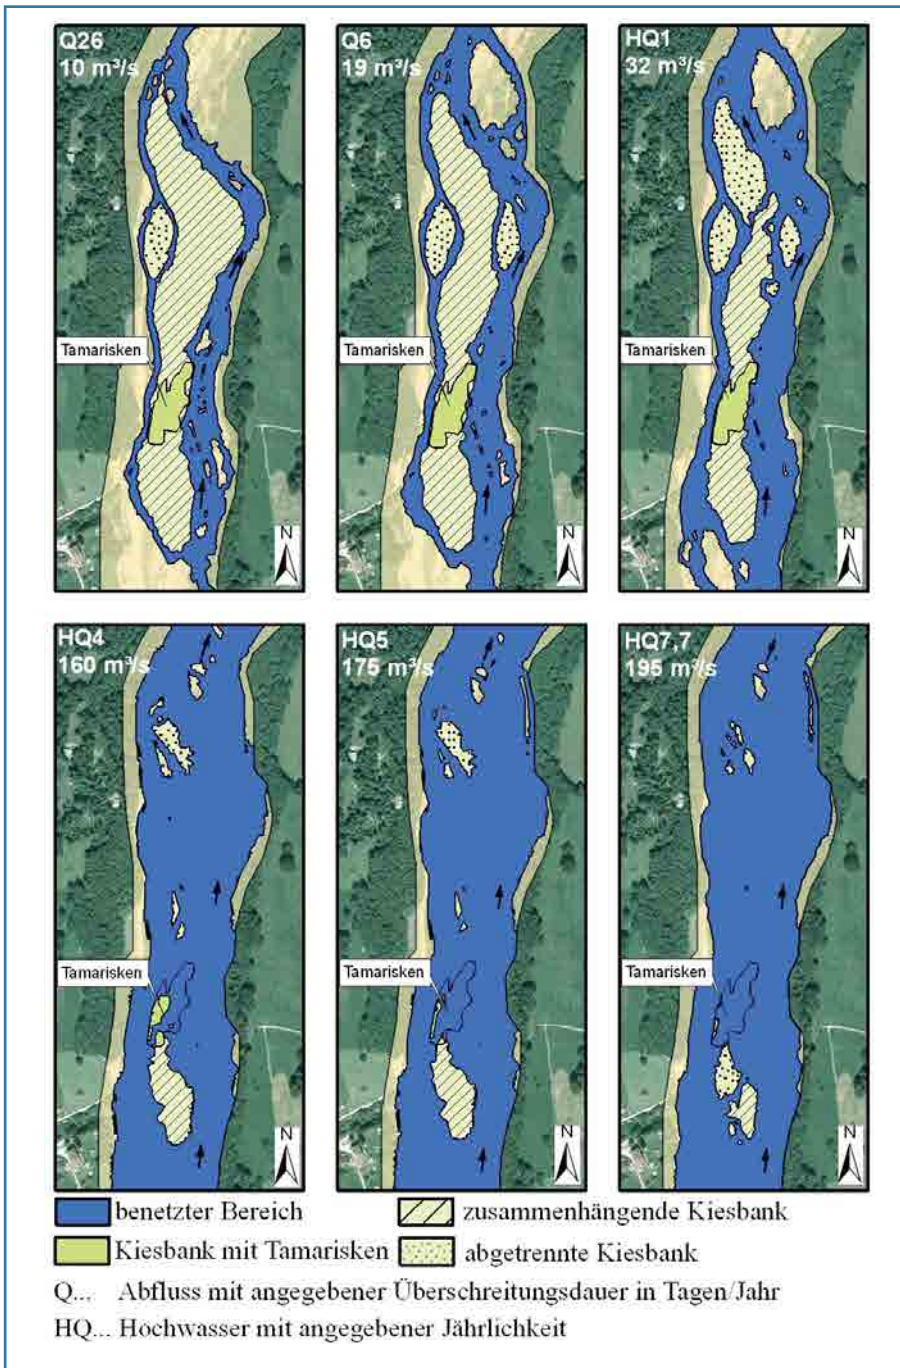 Q26
10 m³/s
Tamarisken
N
Q6
19 m³/s
Tamarisken
N
HQ1
32 m³/s
Tamarisken
N
HQ4
160 m³/s
Tamarisken
N
HQ5
175 m³/s
Tamarisken
N
HQ7,7
195 m³/s
Tamarisken
N
benetzter Bereich
zusammenhängende Kiesbank
Kiesbank mit Tamarisken
abgetrennte Kiesbank
Q... Abfluss mit angegebener Überschreitungsdauer in Tagen/Jahr
HQ... Hochwasser mit angegebener Jährlichkeit